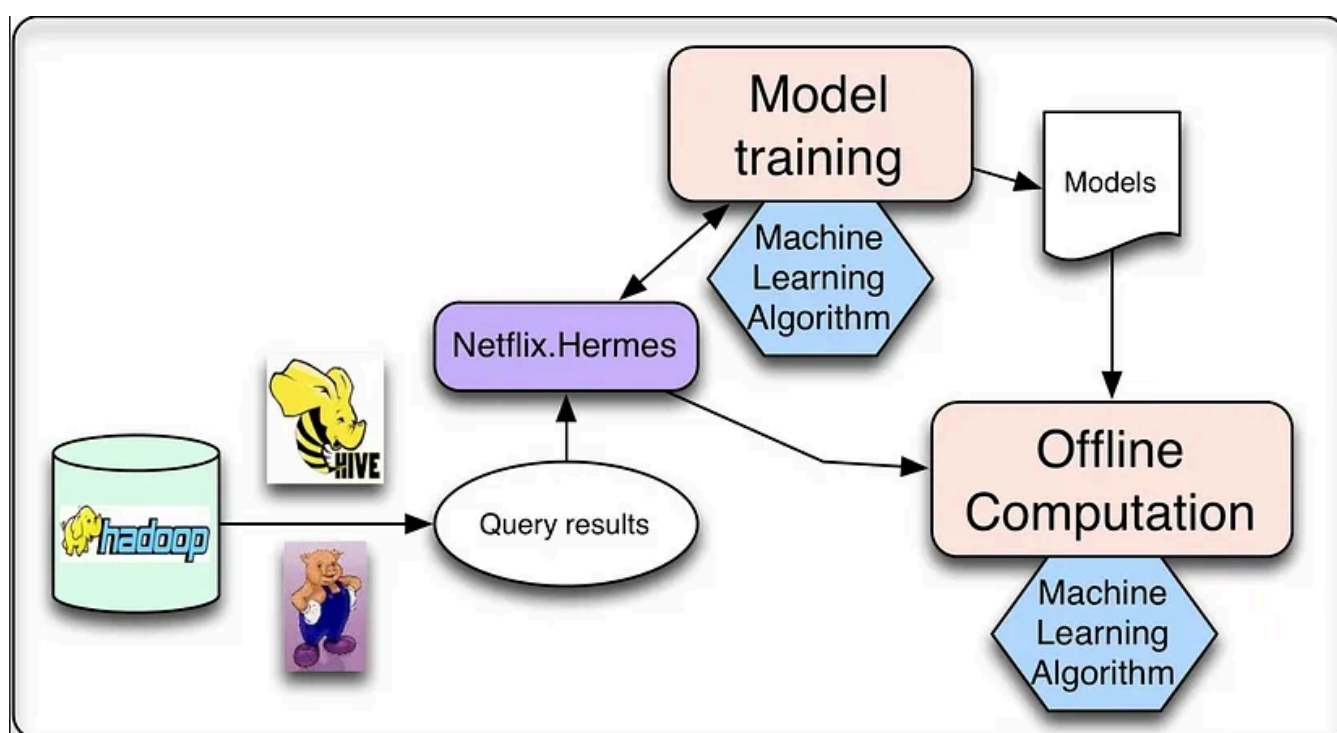 Model
training
Models
Machine
Learning
Algorithm
Netflix.Hermes
HIVE
hadoop
Query results
Offline
Computation
Machine
Learning
Algorithm